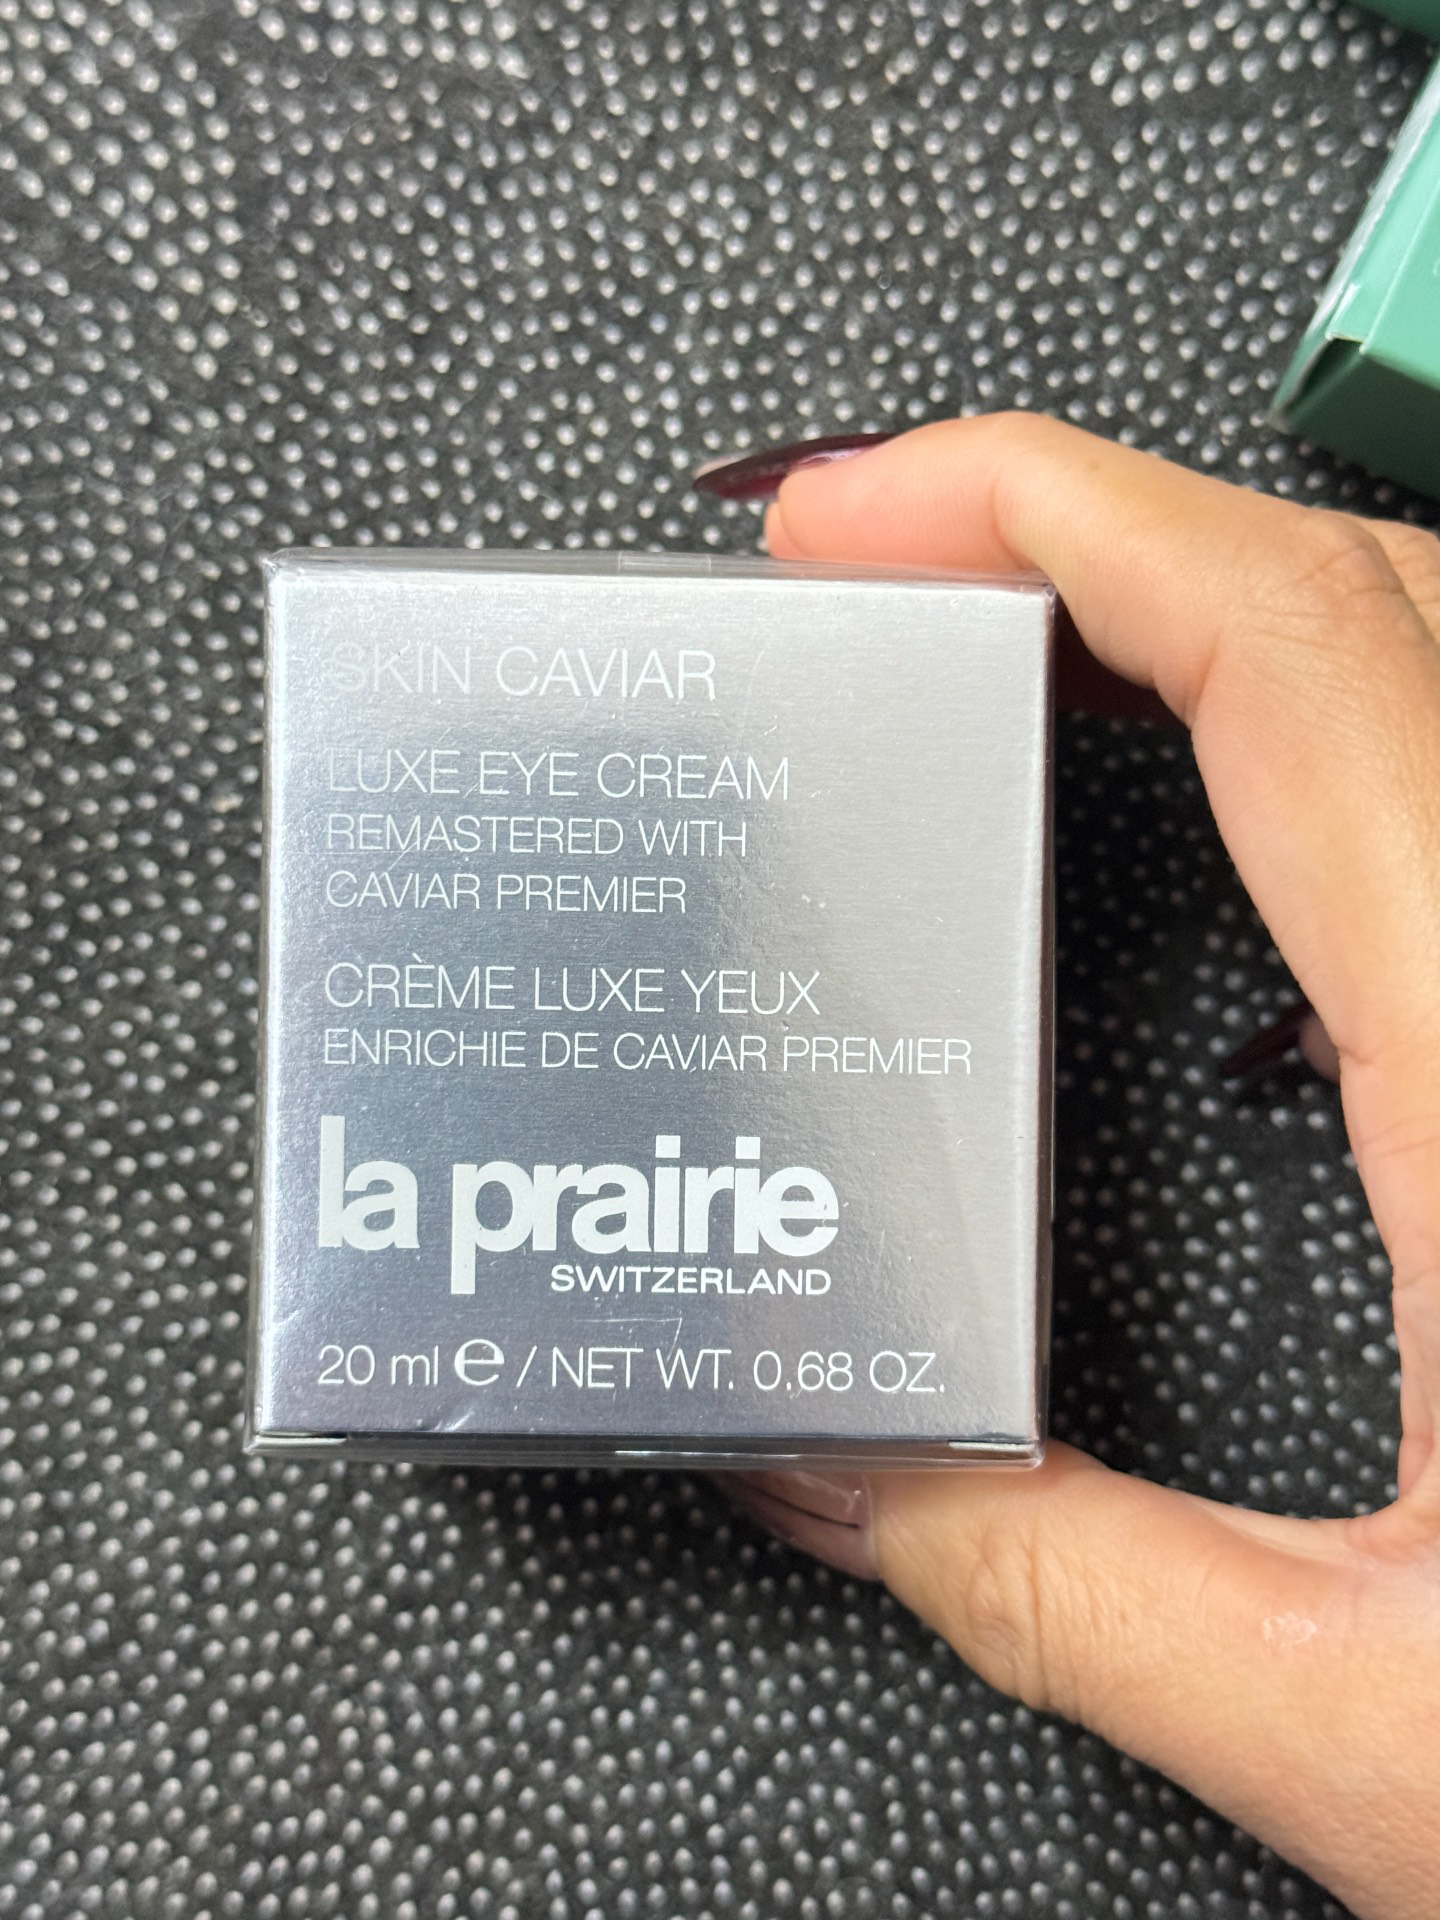 SKIN CAVIAR
LUXE EYE CREAM
REMASTERED WITH
CAVIAR PREMIER
CRÈME LUXE YEUX
ENRICHIE DE CAVIAR PREMIER
la prairie
SWITZERLAND
20 ml ℮ / NET WT. 0.68 OZ.